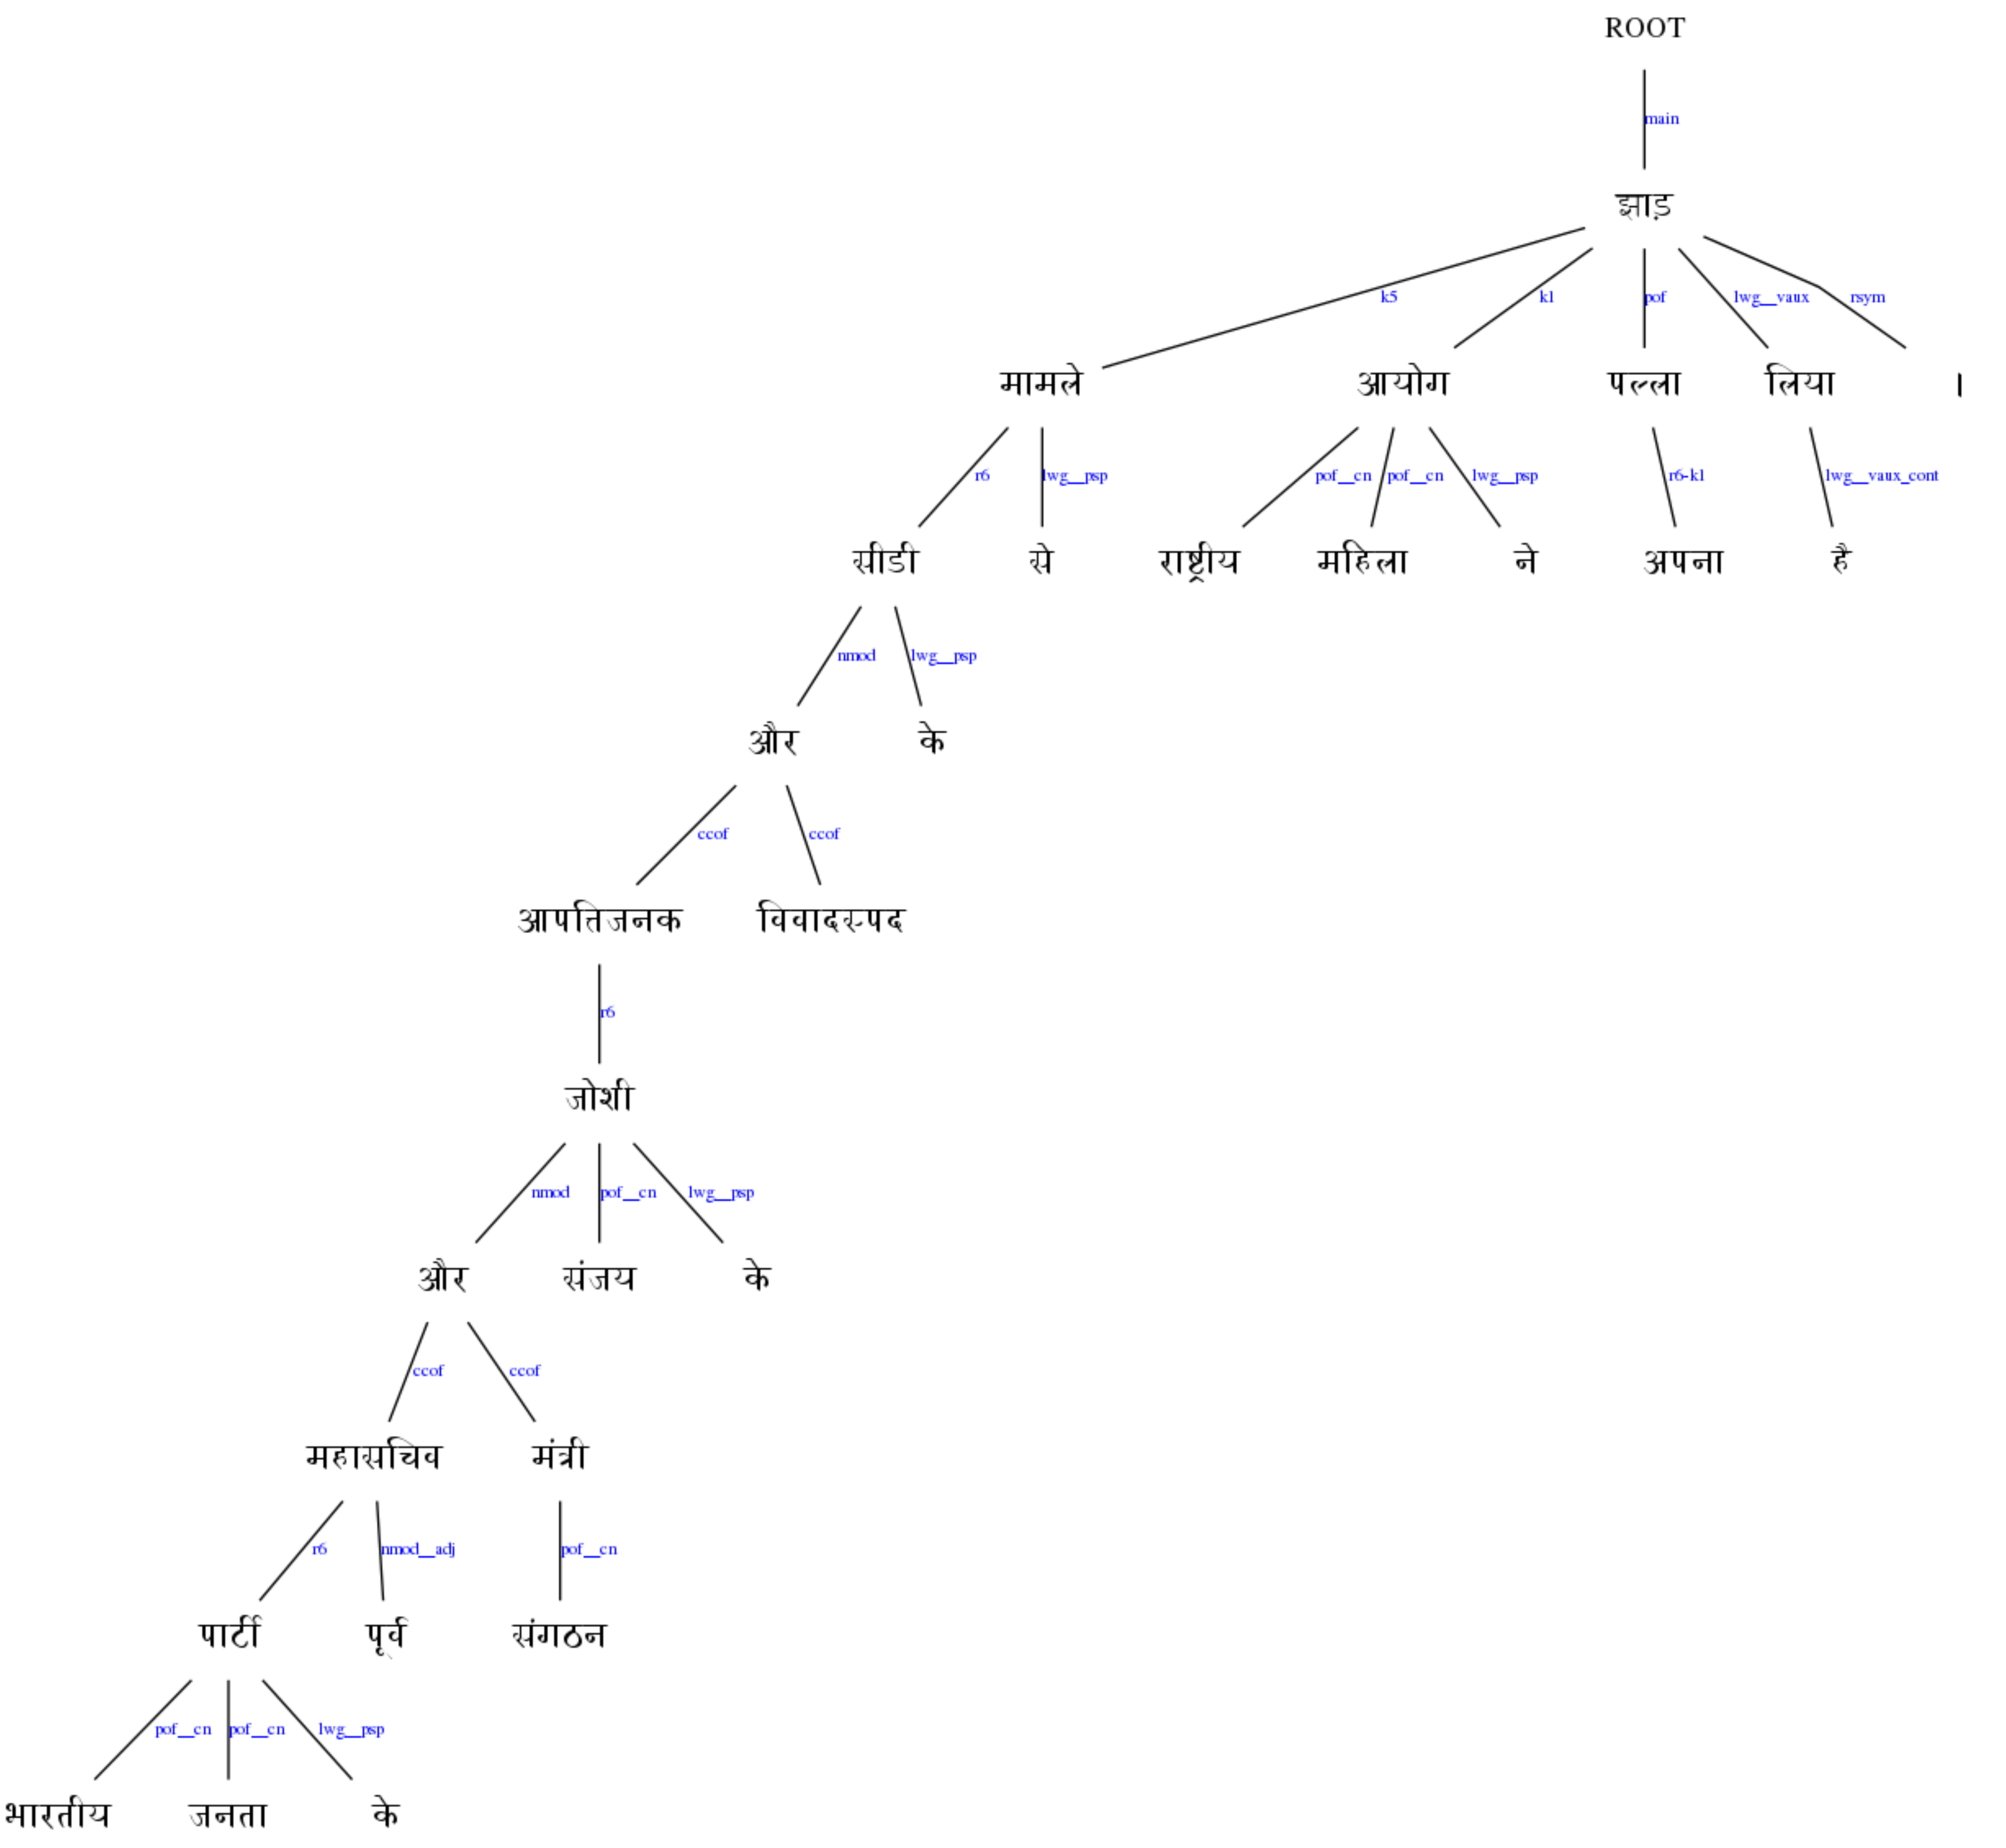 ROOT
main
झाड़
k5 k1 pof lwg__vaux rsym
मामले आयोग पल्ला लिया ।
r6 lwg__psp pof__cn pof__cn lwg__psp r6-k1 lwg__vaux_cont
सीडी से राष्ट्रीय महिला ने अपना है
nmod lwg__psp
और के
ccof ccof
आपत्तिजनक विवादस्पद
r6
जोशी
nmod pof__cn lwg__psp
और संजय के
ccof ccof
महासचिव मंत्री
r6 nmod__adj pof__cn
पार्टी पूर्व संगठन
pof__cn pof__cn lwg__psp
भारतीय जनता के